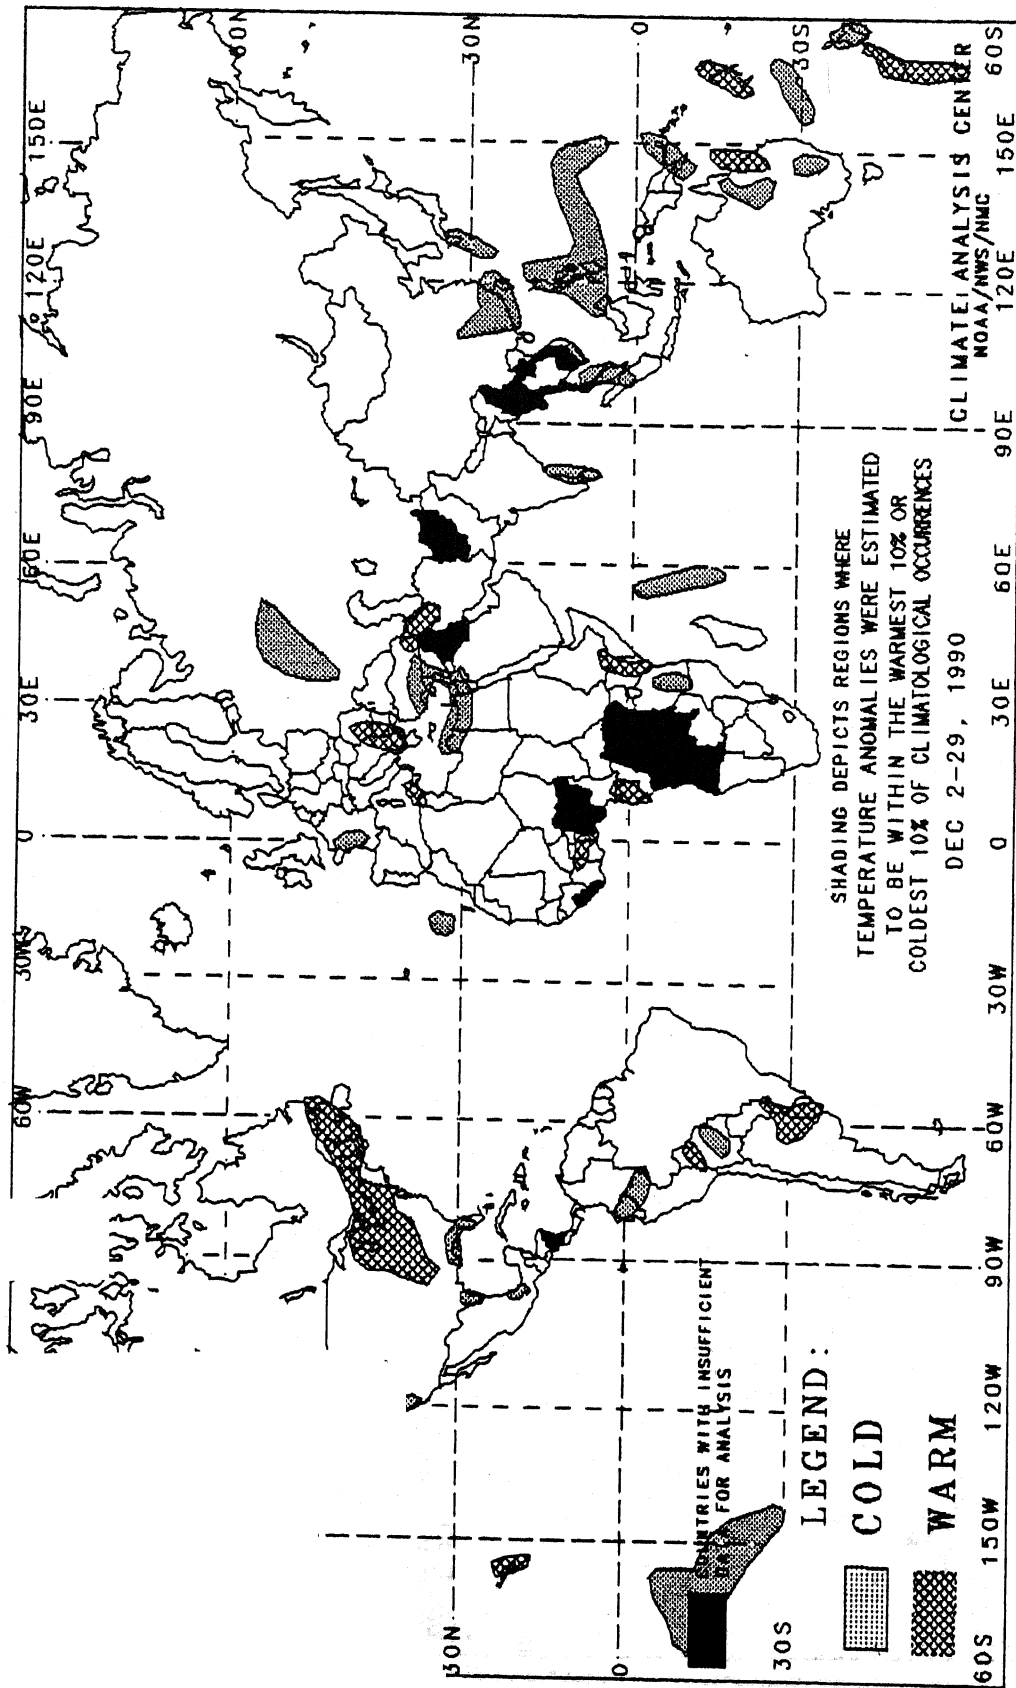 150E
120E
90E
60E
30E
0
30W
60W
60N
30N
0
30S
60S
30N
0
30S
60S
150E
120E
90E
60E
30E
0
30W
60W
90W
120W
150W
CLIMATE ANALYSIS CENTER
NOAA/NWS/NMC
SHADING DEPICTS REGIONS WHERE
TEMPERATURE ANOMALIES WERE ESTIMATED
TO BE WITHIN THE WARMEST 10% OR
COLDEST 10% OF CLIMATOLOGICAL OCCURRENCES
DEC 2-29, 1990
COUNTRIES WITH INSUFFICIENT
FOR ANALYSIS
LEGEND:
COLD
WARM